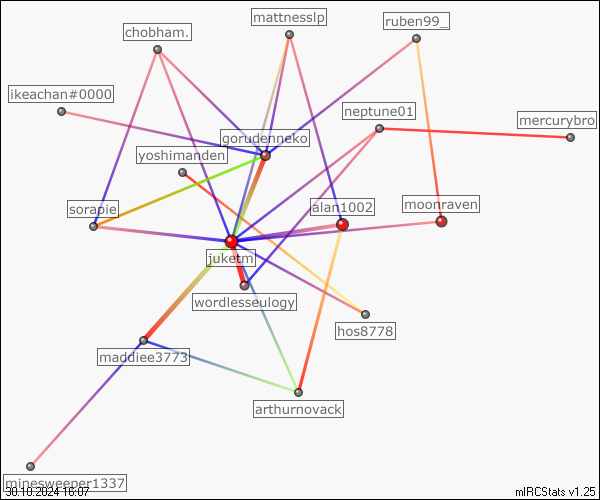 mattnesslp
ruben99_
chobham.
ikeachan#0000
neptune01
mercurybro
gorudenneko
yoshimanden
moonraven
alan1002
sorapie
juketm
wordlesseulogy
hos8778
maddiee3773
arthurnovack
minesweeper1337
30.10.2024 16:07
mIRCStats v1.25